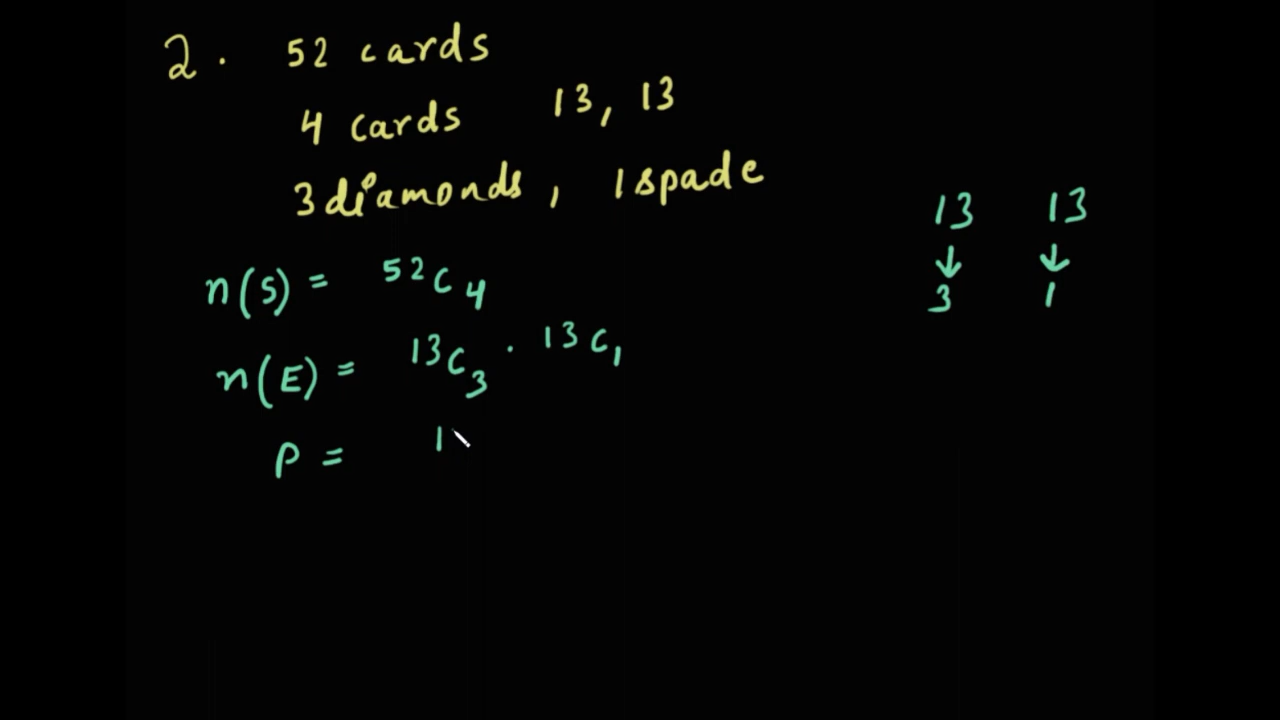 2. 52 cards
4 cards 13, 13
3 diamonds, 1 spade
13 13
↓ ↓
3 1
n(S) = ⁵²C₄
n(E) = ¹³C₃ · ¹³C₁
P = 1